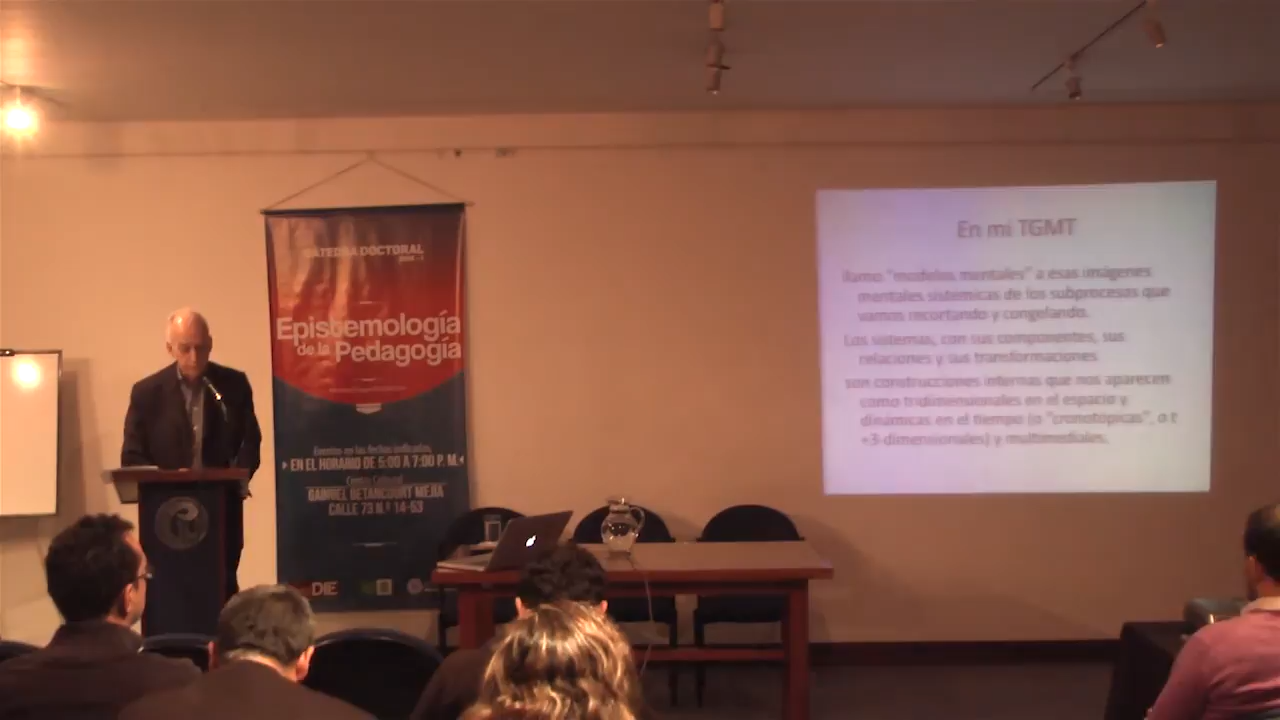 CÁTEDRA DOCTORAL
Epistemología
de la Pedagogía
Eventos en las fechas indicadas,
EN EL HORARIO DE 5:00 A 7:00 P. M.
Centro Cultural
GABRIEL BETANCOURT MEJÍA
CALLE 73 N.º 14-53
DIE
En mi TGMT
llamo "modelos mentales" a esas imágenes
mentales sistémicas de los subprocesos que
vamos recortando y congelando.
Los sistemas, con sus componentes, sus
relaciones y sus transformaciones
son construcciones internas que nos aparecen
como tridimensionales en el espacio y
dinámicas en el tiempo (o "cronotópicas", o t
+3-dimensionales) y multimediales.